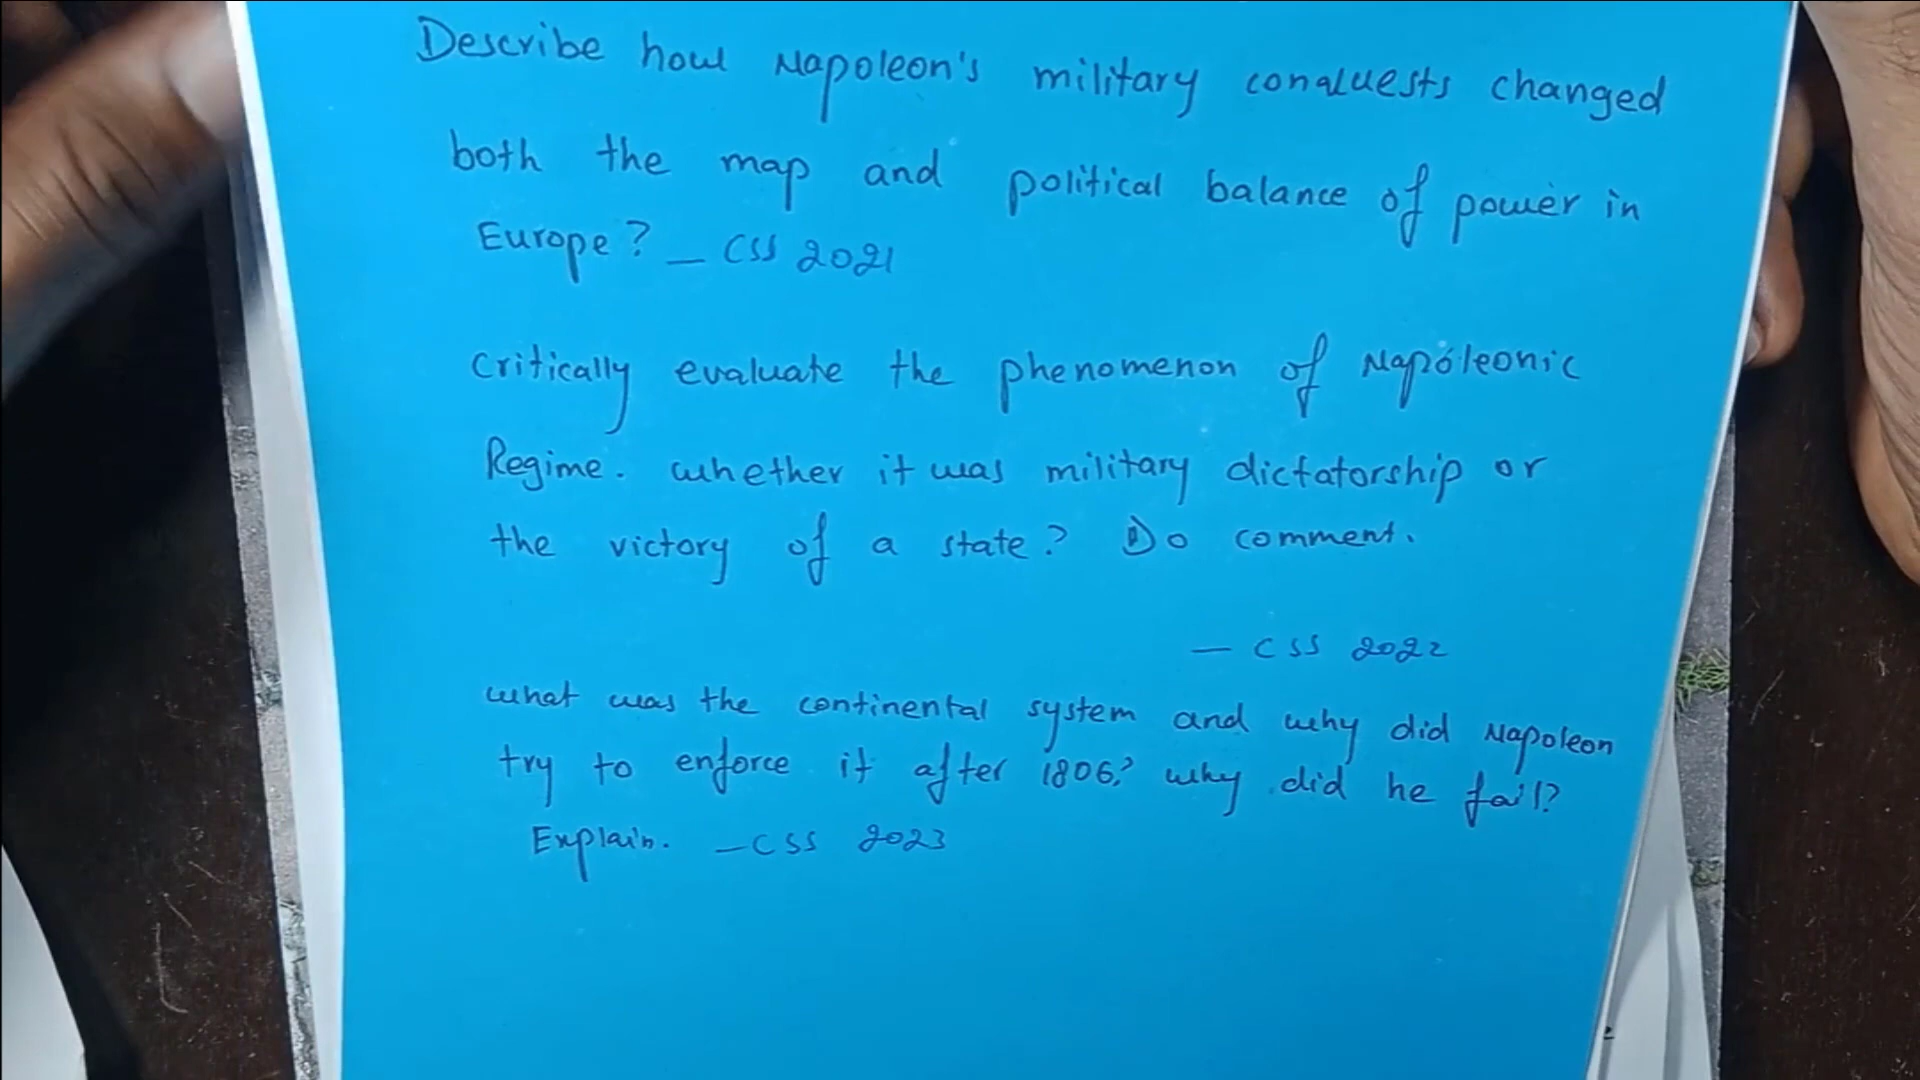 Describe how Napoleon's military conquests changed
both the map and political balance of power in
Europe? _ CSS 2021
Critically evaluate the phenomenon of Napoleonic
Regime. whether it was military dictatorship or
the victory of a state? Do comment.
— CSS 2022
what was the continental system and why did Napoleon
try to enforce it after 1806? why did he fail?
Explain. — CSS 2023